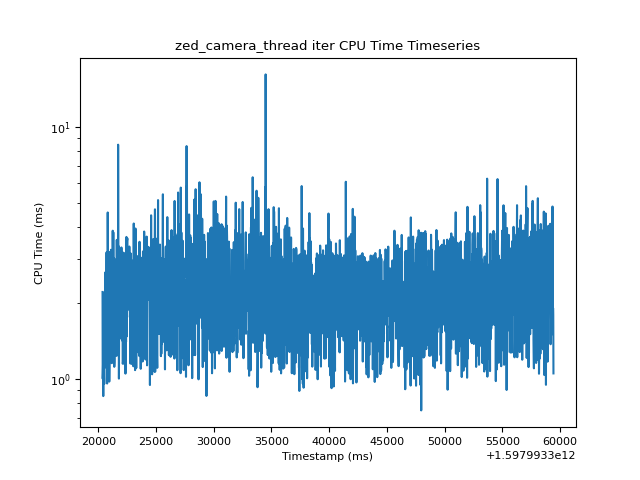 zed_camera_thread iter CPU Time Timeseries
10¹
10⁰
CPU Time (ms)
20000 25000 30000 35000 40000 45000 50000 55000 60000
Timestamp (ms)
+1.5979933e12